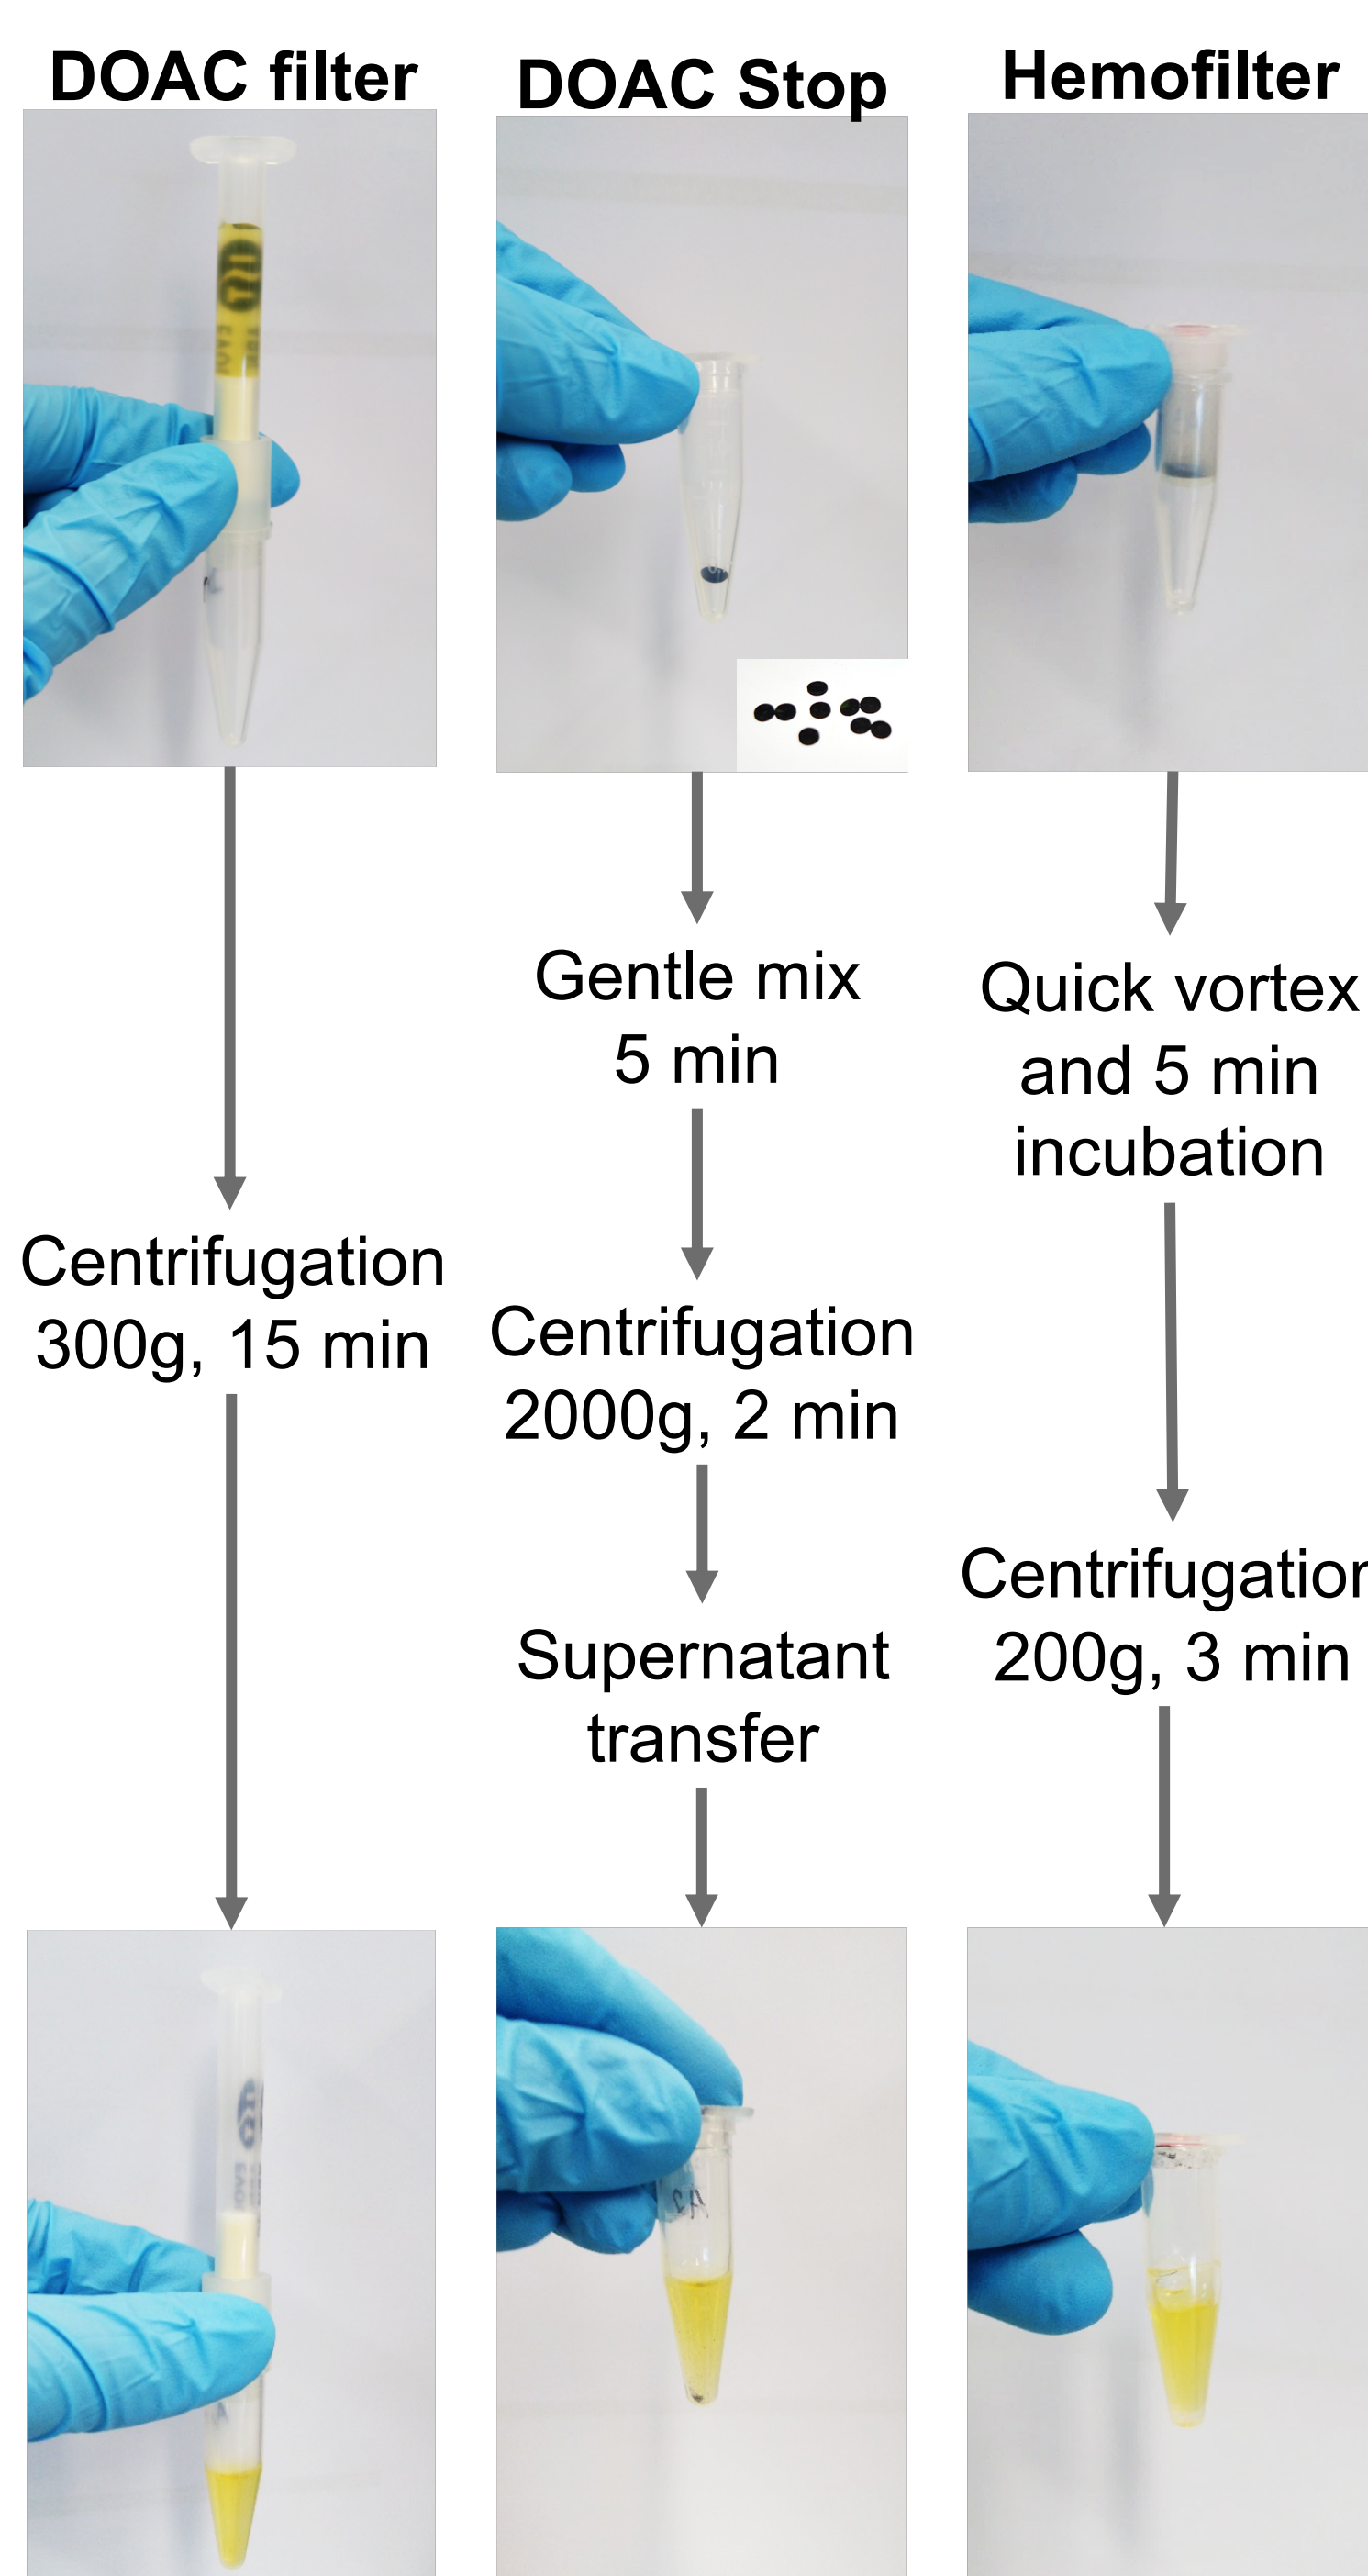 DOAC filter
DOAC Stop
Hemofilter
Gentle mix
5 min
Quick vortex
and 5 min
incubation
Centrifugation
300g, 15 min
Centrifugation
2000g, 2 min
Supernatant
transfer
Centrifugation
200g, 3 min